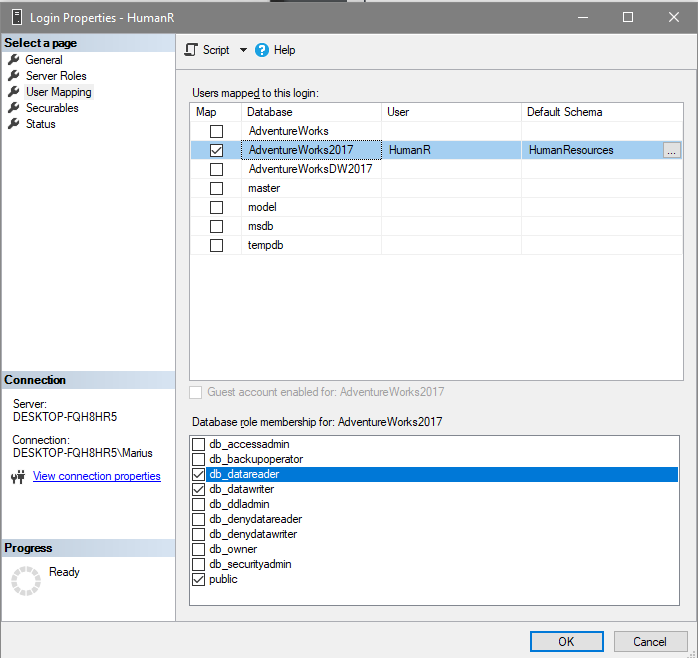 Login Properties - HumanR
Select a page
General
Server Roles
User Mapping
Securables
Status
Script
Help
Users mapped to this login:
Map Database User Default Schema
AdventureWorks
AdventureWorks2017 HumanR HumanResources ...
AdventureWorksDW2017
master
model
msdb
tempdb
Guest account enabled for: AdventureWorks2017
Database role membership for: AdventureWorks2017
db_accessadmin
db_backupoperator
db_datareader
db_datawriter
db_ddladmin
db_denydatareader
db_denydatawriter
db_owner
db_securityadmin
public
Connection
Server:
DESKTOP-FQH8HR5
Connection:
DESKTOP-FQH8HR5\Marius
View connection properties
Progress
Ready
OK Cancel